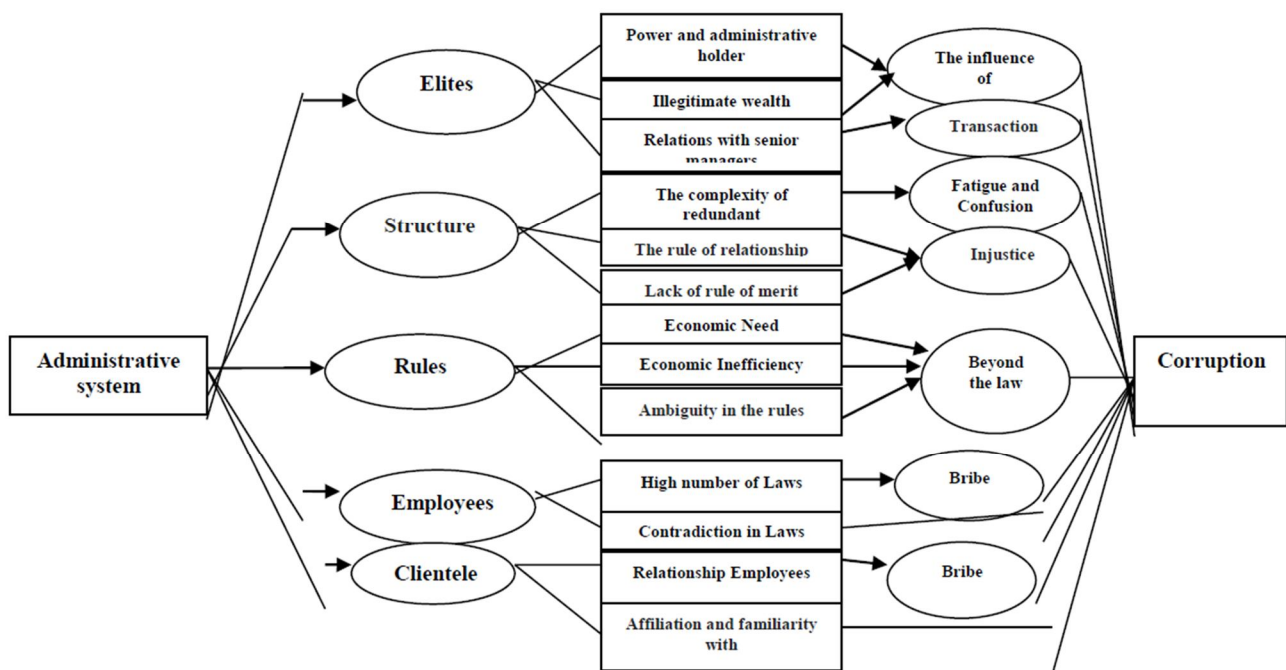 Power and administrative
holder
The influence
of
Elites
Illegitimate wealth
Relations with senior
managers
Transaction
The complexity of
redundant
Fatigue and
Confusion
Structure
The rule of relationship
Injustice
Lack of rule of merit
Economic Need
Administrative
system
Rules
Economic Inefficiency
Beyond
the law
Corruption
Ambiguity in the rules
High number of Laws
Bribe
Employees
Contradiction in Laws
Clientele
Relationship Employees
Bribe
Affiliation and familiarity
with